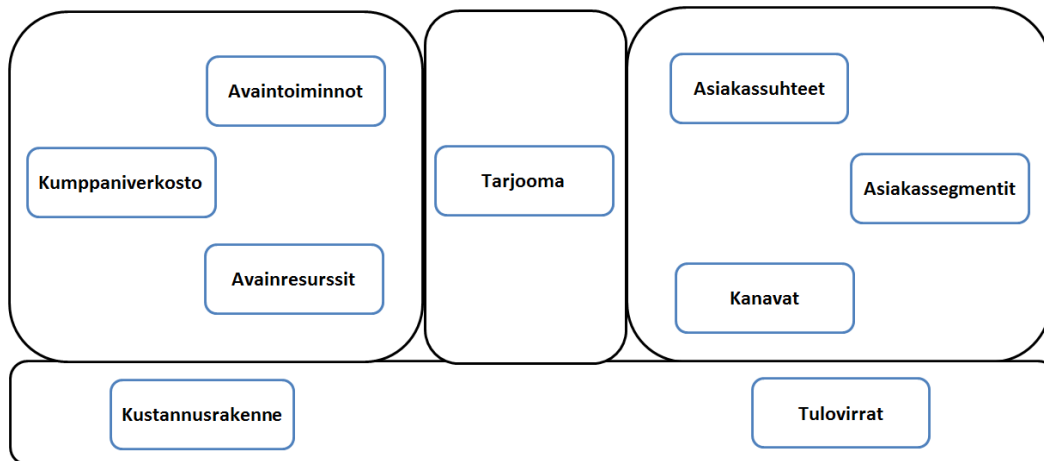 Avaintoiminnot
Kumppaniverkosto
Avainresurssit
Tarjooma
Asiakassuhteet
Asiakassegmentit
Kanavat
Kustannusrakenne
Tulovirrat